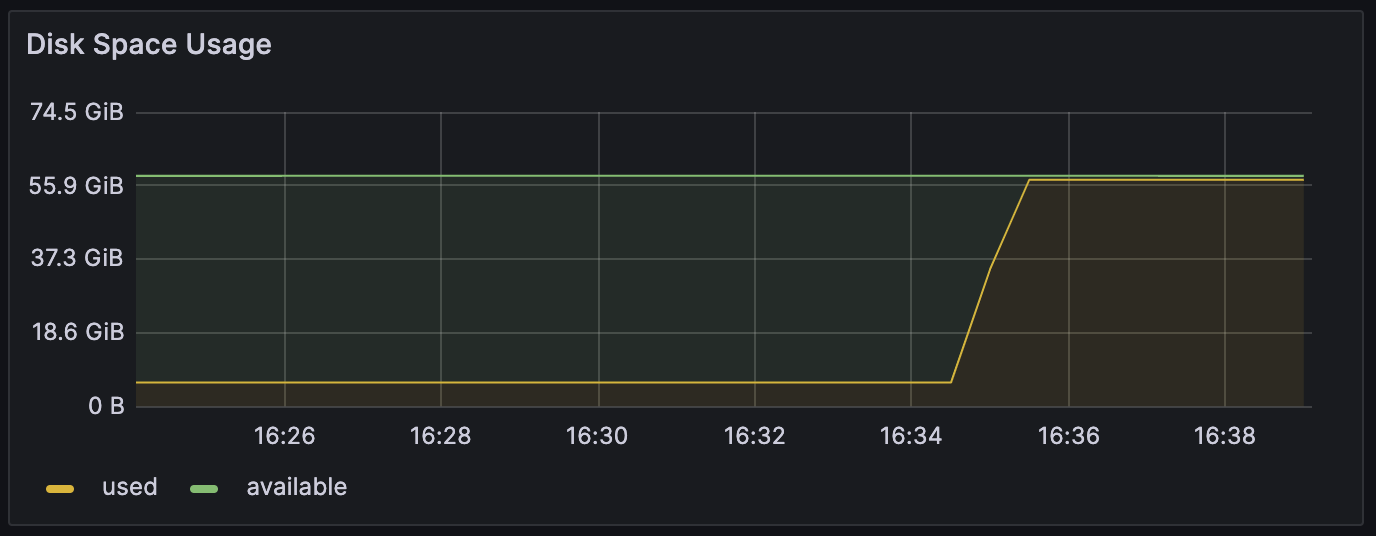 Disk Space Usage
74.5 GiB
55.9 GiB
37.3 GiB
18.6 GiB
0 B
16:26 16:28 16:30 16:32 16:34 16:36 16:38
used available